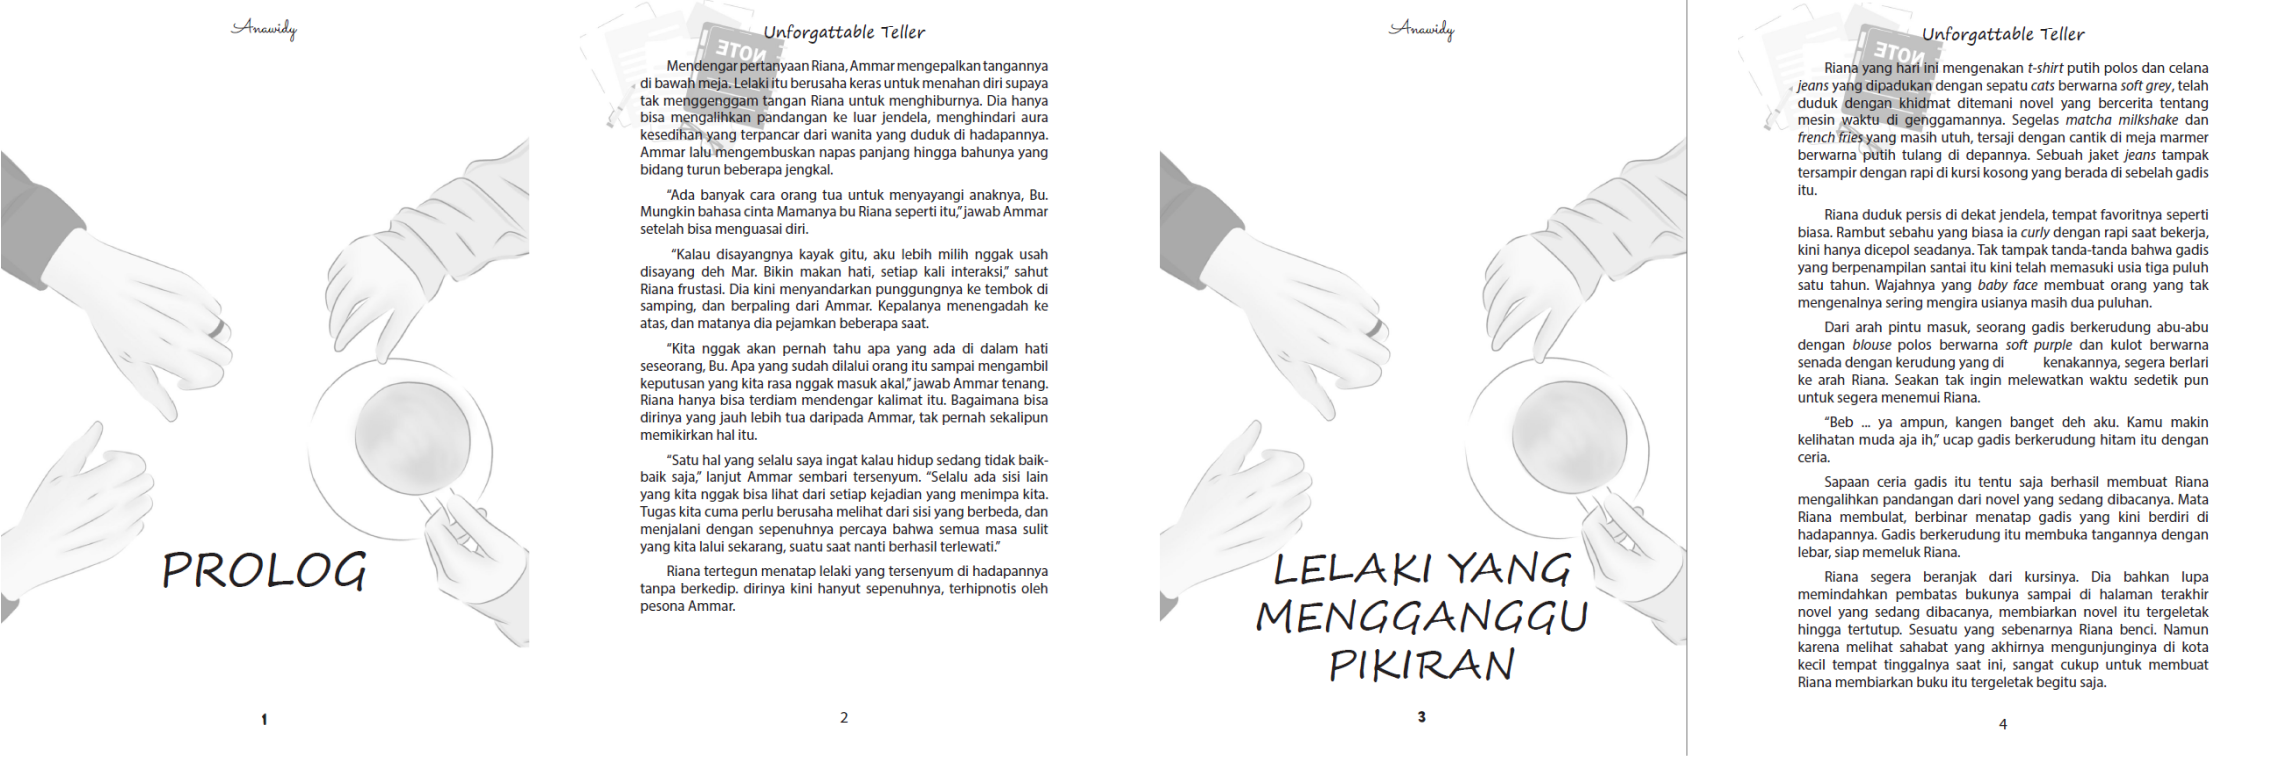 Anawidy
PROLOG
1
Unforgattable Teller
NOTE
Mendengar pertanyaan Riana, Ammar mengepalkan tangannya
di bawah meja. Lelaki itu berusaha keras untuk menahan diri supaya
tak menggenggam tangan Riana untuk menghiburnya. Dia hanya
bisa mengalihkan pandangan ke luar jendela, menghindari aura
kesedihan yang terpancar dari wanita yang duduk di hadapannya.
Ammar lalu mengembuskan napas panjang hingga bahunya yang
bidang turun beberapa jengkal.
“Ada banyak cara orang tua untuk menyayangi anaknya, Bu.
Mungkin bahasa cinta Mamanya bu Riana seperti itu,” jawab Ammar
setelah bisa menguasai diri.
“Kalau disayangnya kayak gitu, aku lebih milih nggak usah
disayang deh Mar. Bikin makan hati, setiap kali interaksi,” sahut
Riana frustasi. Dia kini menyandarkan punggungnya ke tembok di
samping, dan berpaling dari Ammar. Kepalanya menengadah ke
atas, dan matanya dia pejamkan beberapa saat.
“Kita nggak akan pernah tahu apa yang ada di dalam hati
seseorang, Bu. Apa yang sudah dilalui orang itu sampai mengambil
keputusan yang kita rasa nggak masuk akal,” jawab Ammar tenang.
Riana hanya bisa terdiam mendengar kalimat itu. Bagaimana bisa
dirinya yang jauh lebih tua daripada Ammar, tak pernah sekalipun
memikirkan hal itu.
“Satu hal yang selalu saya ingat kalau hidup sedang tidak baik-
baik saja,” lanjut Ammar sembari tersenyum. “Selalu ada sisi lain
yang kita nggak bisa lihat dari setiap kejadian yang menimpa kita.
Tugas kita cuma perlu berusaha melihat dari sisi yang berbeda, dan
menjalani dengan sepenuhnya percaya bahwa semua masa sulit
yang kita lalui sekarang, suatu saat nanti berhasil terlewati.”
Riana tertegun menatap lelaki yang tersenyum di hadapannya
tanpa berkedip. dirinya kini hanyut sepenuhnya, terhipnotis oleh
pesona Ammar.
2
Anawidy
LELAKI YANG
MENGGANGGU
PIKIRAN
3
Unforgattable Teller
NOTE
Riana yang hari ini mengenakan t-shirt putih polos dan celana
jeans yang dipadukan dengan sepatu cats berwarna soft grey, telah
duduk dengan khidmat ditemani novel yang bercerita tentang
mesin waktu di genggamannya. Segelas matcha milkshake dan
french fries yang masih utuh, tersaji dengan cantik di meja marmer
berwarna putih tulang di depannya. Sebuah jaket jeans tampak
tersampir dengan rapi di kursi kosong yang berada di sebelah gadis
itu.
Riana duduk persis di dekat jendela, tempat favoritnya seperti
biasa. Rambut sebahu yang biasa ia curly dengan rapi saat bekerja,
kini hanya dicepol seadanya. Tak tampak tanda-tanda bahwa gadis
yang berpenampilan santai itu kini telah memasuki usia tiga puluh
satu tahun. Wajahnya yang baby face membuat orang yang tak
mengenalnya sering mengira usianya masih dua puluhan.
Dari arah pintu masuk, seorang gadis berkerudung abu-abu
dengan blouse polos berwarna soft purple dan kulot berwarna
senada dengan kerudung yang di kenakannya, segera berlari
ke arah Riana. Seakan tak ingin melewatkan waktu sedetik pun
untuk segera menemui Riana.
“Beb ... ya ampun, kangen banget deh aku. Kamu makin
kelihatan muda aja ih,” ucap gadis berkerudung hitam itu dengan
ceria.
Sapaan ceria gadis itu tentu saja berhasil membuat Riana
mengalihkan pandangan dari novel yang sedang dibacanya. Mata
Riana membulat, berbinar menatap gadis yang kini berdiri di
hadapannya. Gadis berkerudung itu membuka tangannya dengan
lebar, siap memeluk Riana.
Riana segera beranjak dari kursinya. Dia bahkan lupa
memindahkan pembatas bukunya sampai di halaman terakhir
novel yang sedang dibacanya, membiarkan novel itu tergeletak
hingga tertutup. Sesuatu yang sebenarnya Riana benci. Namun
karena melihat sahabat yang akhirnya mengunjunginya di kota
kecil tempat tinggalnya saat ini, sangat cukup untuk membuat
Riana membiarkan buku itu tergeletak begitu saja.
4